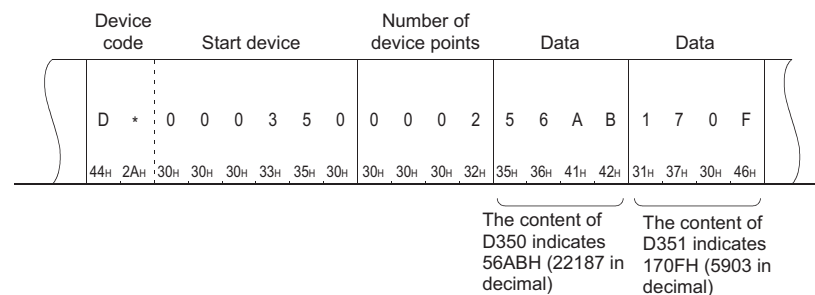 Device code
Start device
Number of device points
Data
Data
D * 0 0 0 3 5 0 0 0 0 2 5 6 A B 1 7 0 F
44H 2AH 30H 30H 30H 33H 35H 30H 30H 30H 30H 32H 35H 36H 41H 42H 31H 37H 30H 46H
The content of
D350 indicates
56ABH (22187 in
decimal)
The content of
D351 indicates
170FH (5903 in
decimal)